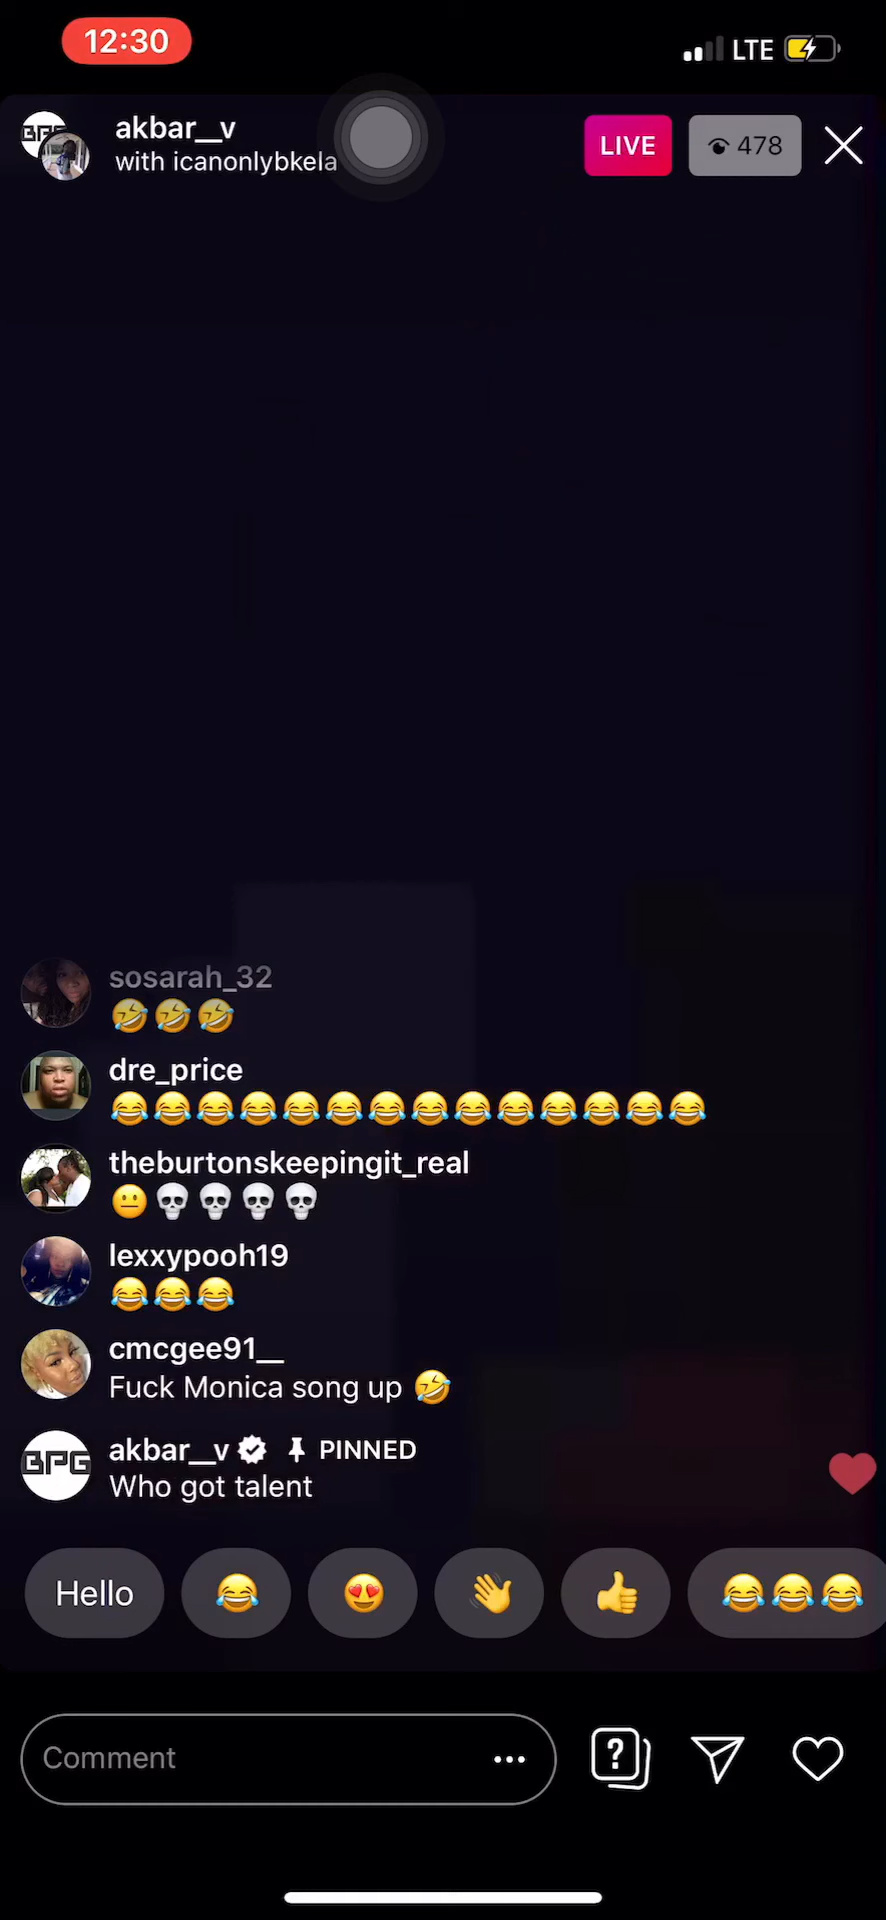 12:30
LTE
akbar__v
with icanonlybkela
LIVE
478
sosarah_32
🤣🤣🤣
dre_price
😂😂😂😂😂😂😂😂😂😂😂😂😂😂
theburtonskeepingit_real
😐💀💀💀💀
lexxypooh19
😂😂😂
cmcgee91__
Fuck Monica song up 🤣
BPG
akbar__v PINNED
Who got talent
Hello 😂 😍 👋 👍 😂😂😂
Comment